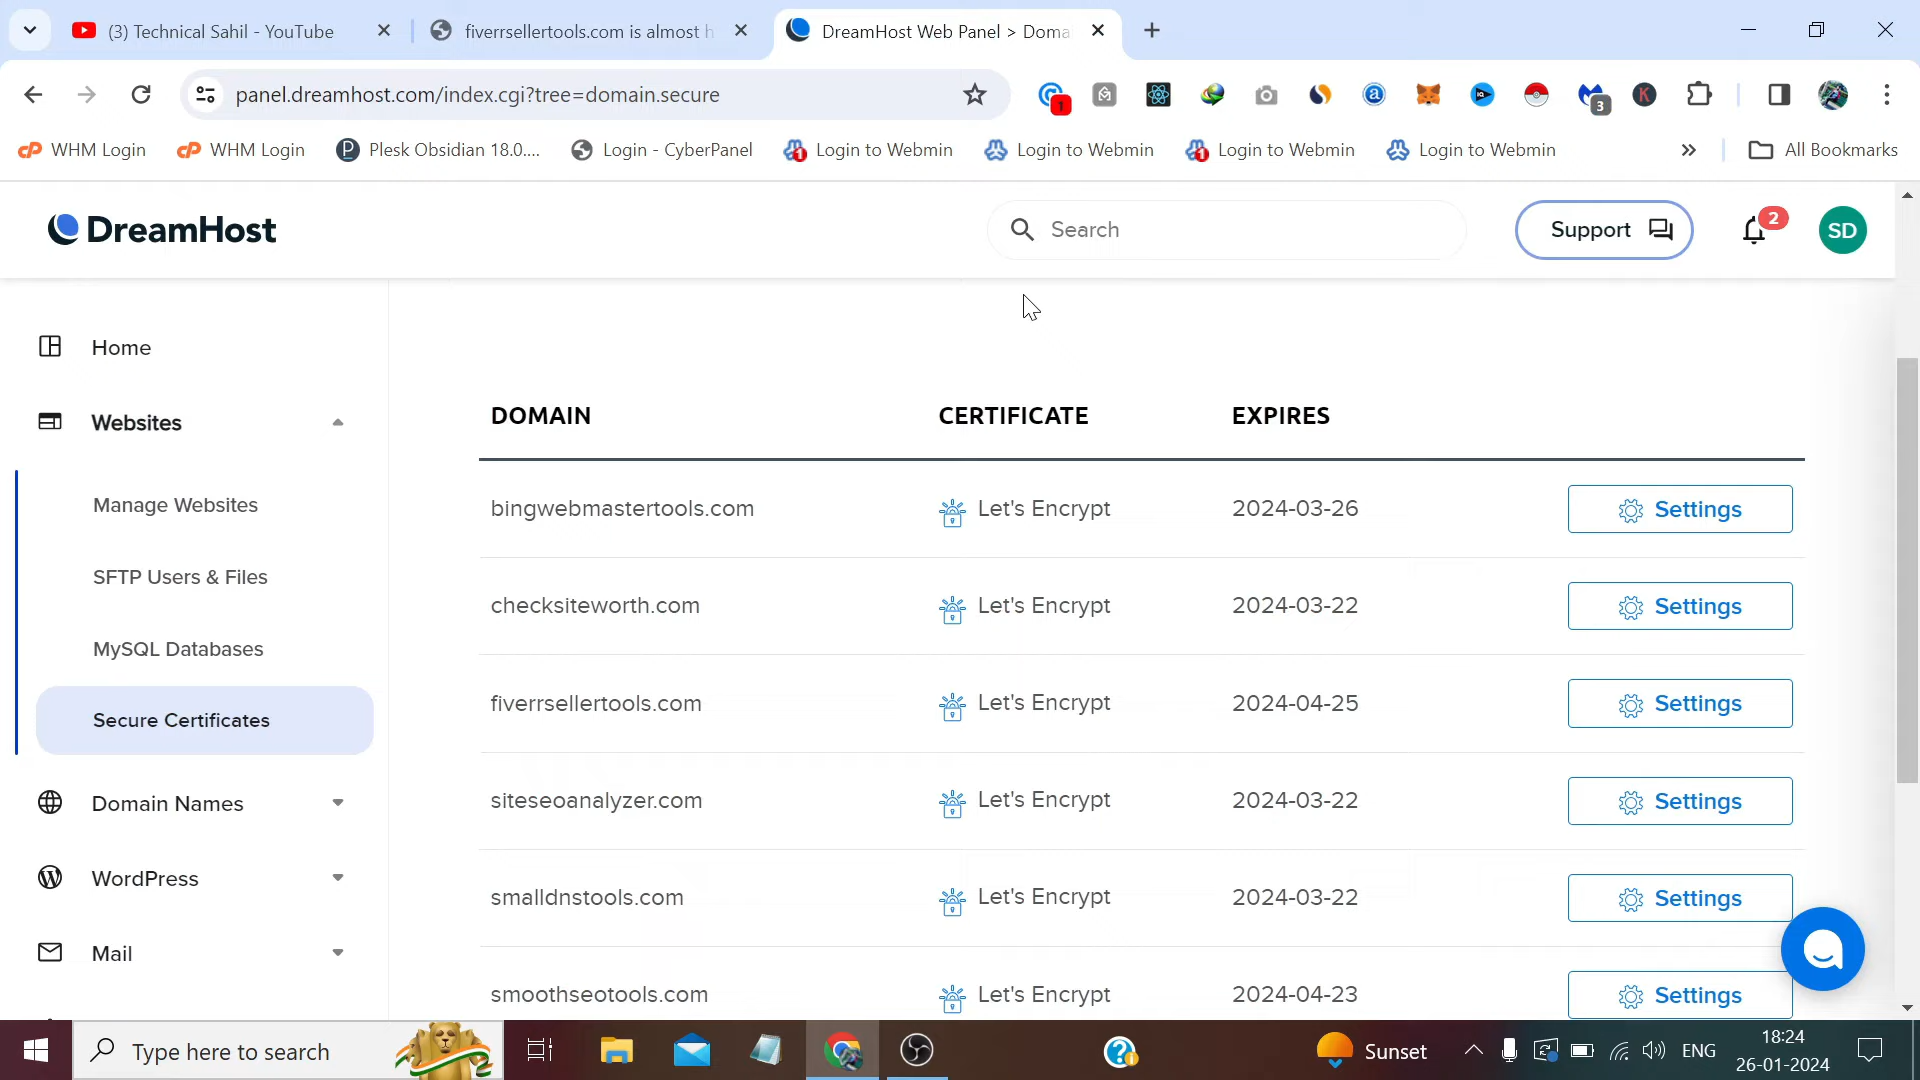 (3) Technical Sahil - YouTube
fiverrsellertools.com is almost h
DreamHost Web Panel > Doma
panel.dreamhost.com/index.cgi?tree=domain.secure
1
3
WHM Login
WHM Login
Plesk Obsidian 18.0....
Login - CyberPanel
Login to Webmin
Login to Webmin
Login to Webmin
Login to Webmin
All Bookmarks
DreamHost
Search
Support
2
SD
Home
Websites
Manage Websites
SFTP Users & Files
MySQL Databases
Secure Certificates
Domain Names
WordPress
Mail
DOMAIN CERTIFICATE EXPIRES
bingwebmastertools.com Let's Encrypt 2024-03-26 Settings
checksiteworth.com Let's Encrypt 2024-03-22 Settings
fiverrsellertools.com Let's Encrypt 2024-04-25 Settings
siteseoanalyzer.com Let's Encrypt 2024-03-22 Settings
smalldnstools.com Let's Encrypt 2024-03-22 Settings
smoothseotools.com Let's Encrypt 2024-04-23 Settings
Type here to search
Sunset
ENG
18:24
26-01-2024